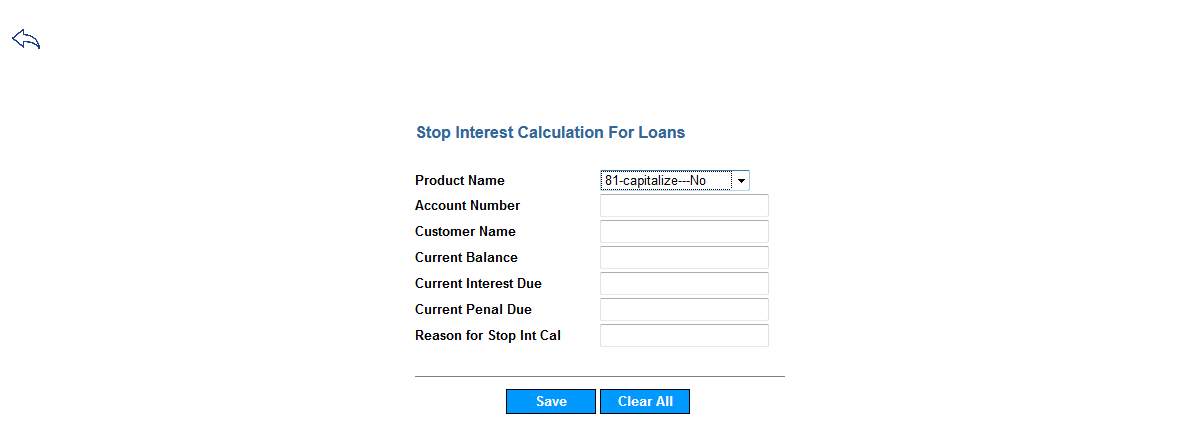 Stop Interest Calculation For Loans
Product Name 81-capitalize---No
Account Number
Customer Name
Current Balance
Current Interest Due
Current Penal Due
Reason for Stop Int Cal
Save Clear All